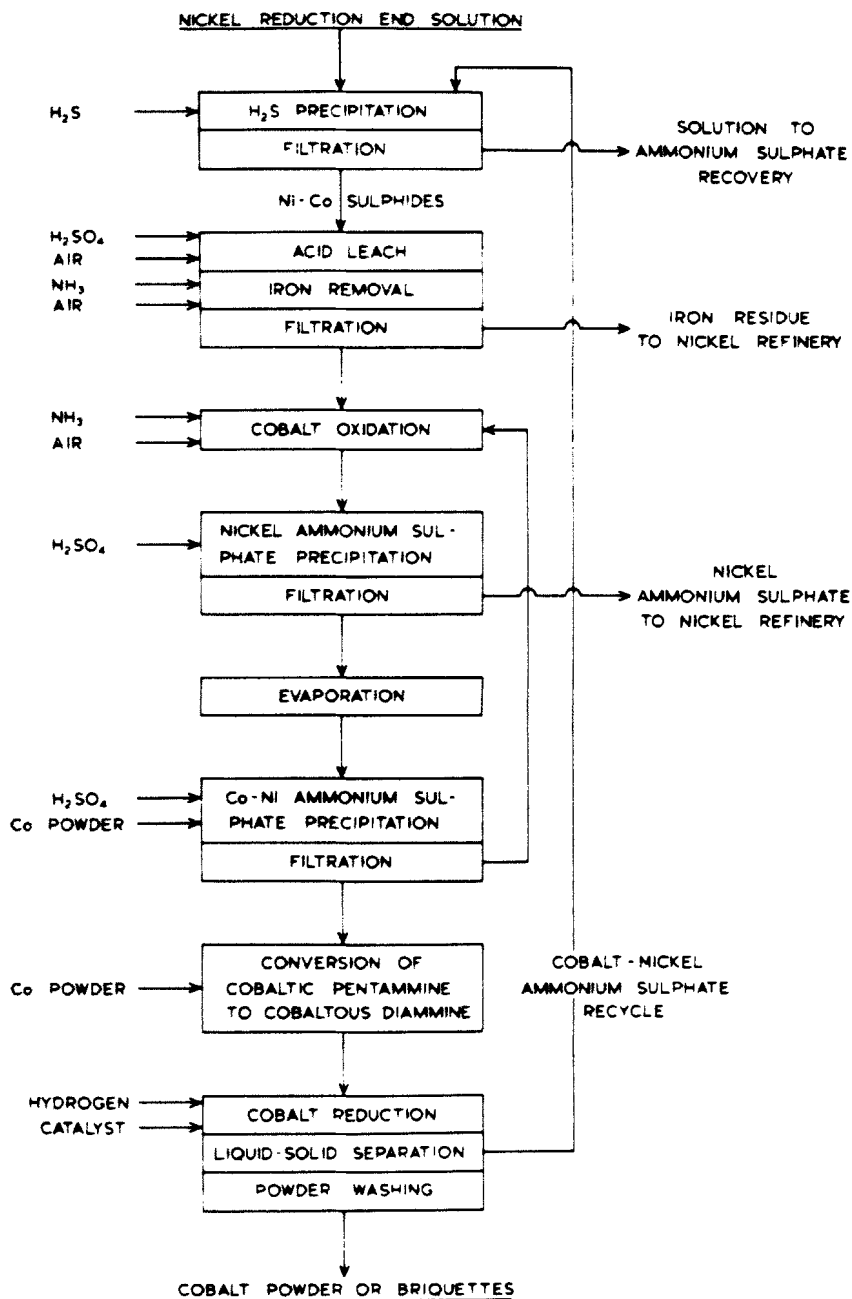 NICKEL REDUCTION END SOLUTION
H₂S
H₂S PRECIPITATION
FILTRATION
SOLUTION TO
AMMONIUM SULPHATE
RECOVERY
Ni-Co SULPHIDES
H₂SO₄
AIR
ACID LEACH
NH₃
AIR
IRON REMOVAL
FILTRATION
IRON RESIDUE
TO NICKEL REFINERY
NH₃
AIR
COBALT OXIDATION
H₂SO₄
NICKEL AMMONIUM SUL-
PHATE PRECIPITATION
FILTRATION
NICKEL
AMMONIUM SULPHATE
TO NICKEL REFINERY
EVAPORATION
H₂SO₄
Co POWDER
Co-Ni AMMONIUM SUL-
PHATE PRECIPITATION
FILTRATION
Co POWDER
CONVERSION OF
COBALTIC PENTAMMINE
TO COBALTOUS DIAMMINE
COBALT-NICKEL
AMMONIUM SULPHATE
RECYCLE
HYDROGEN
CATALYST
COBALT REDUCTION
LIQUID-SOLID SEPARATION
POWDER WASHING
COBALT POWDER OR BRIQUETTES